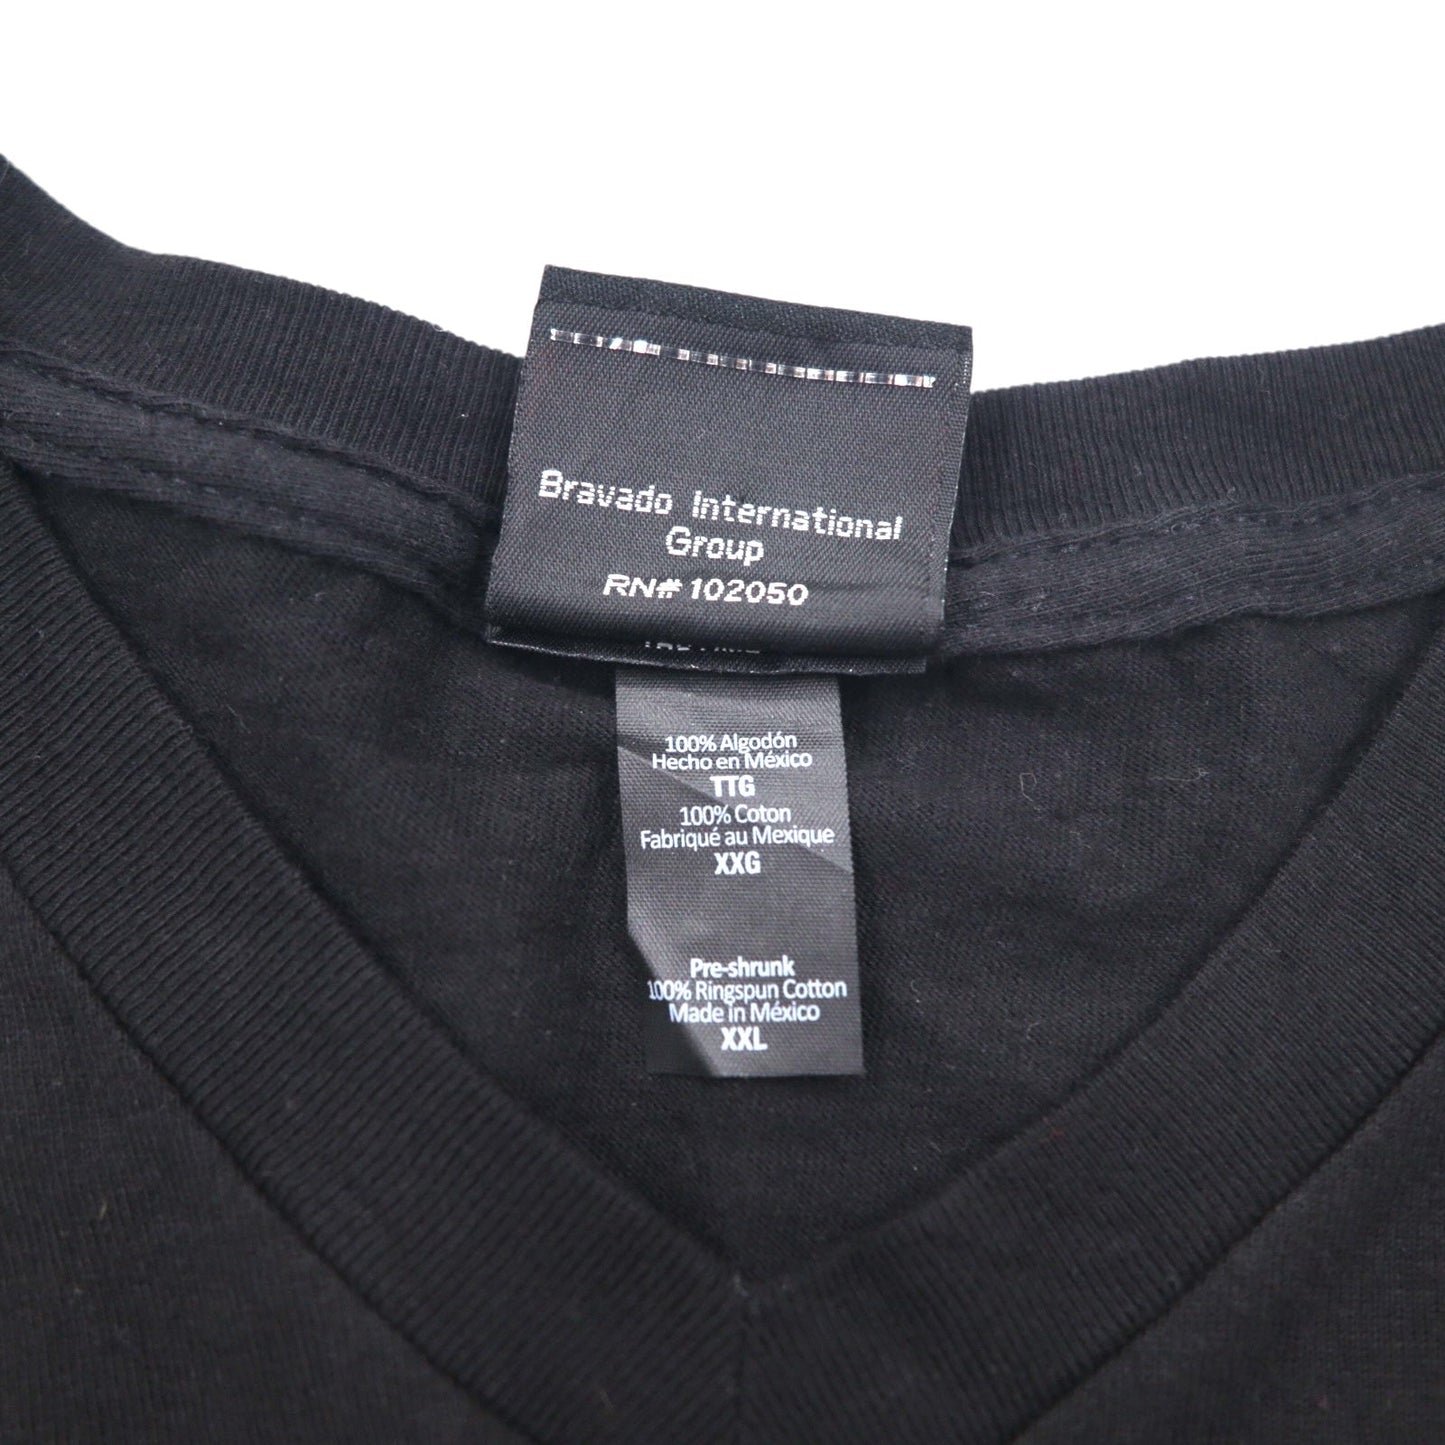 Bravado International
Group
RN# 102050
100% Algodón
Hecho en México
TTG
100% Coton
Fabriqué au Mexique
XXG
Pre-shrunk
100% Ringspun Cotton
Made in México
XXL